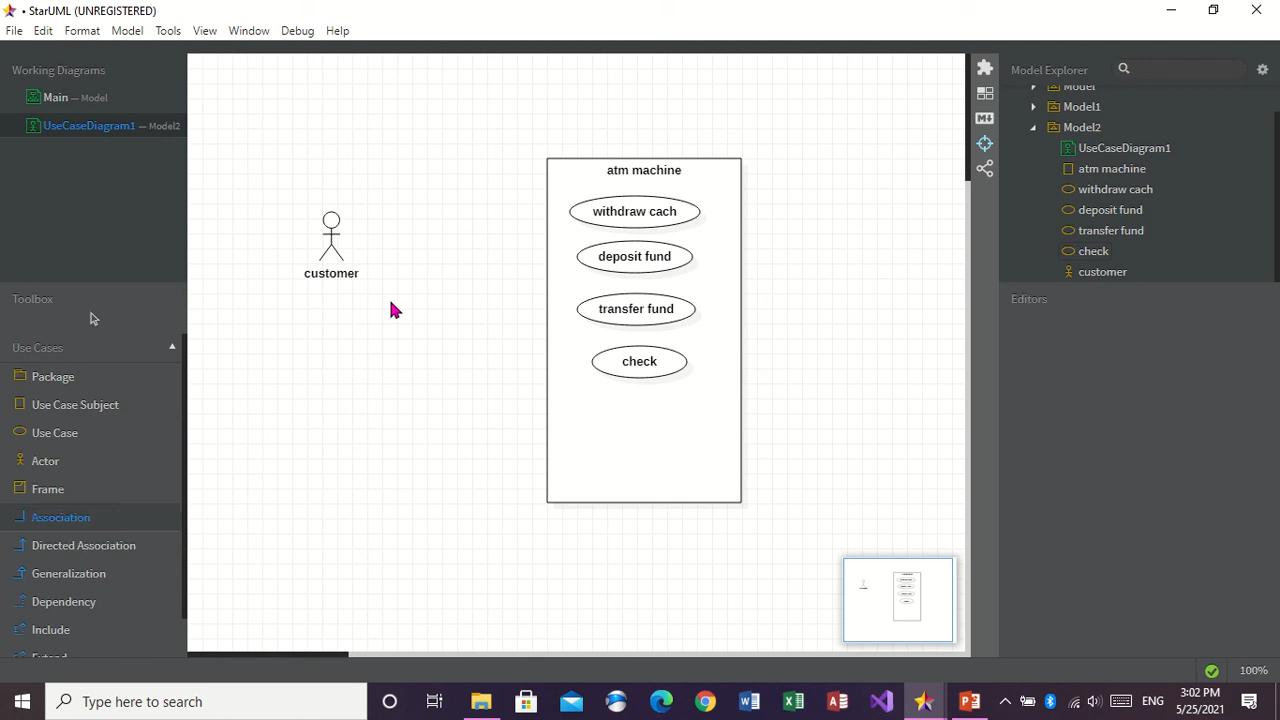 • StarUML (UNREGISTERED)
File Edit Format Model Tools View Window Debug Help
Working Diagrams
Main — Model
UseCaseDiagram1 — Model2
Toolbox
Use Cases
Package
Use Case Subject
Use Case
Actor
Frame
Association
Directed Association
Generalization
Dependency
Include
Extend
customer
atm machine
withdraw cach
deposit fund
transfer fund
check
M
Model Explorer
Model
Model1
Model2
UseCaseDiagram1
atm machine
withdraw cach
deposit fund
transfer fund
check
customer
Editors
100%
Type here to search
ENG
3:02 PM
5/25/2021